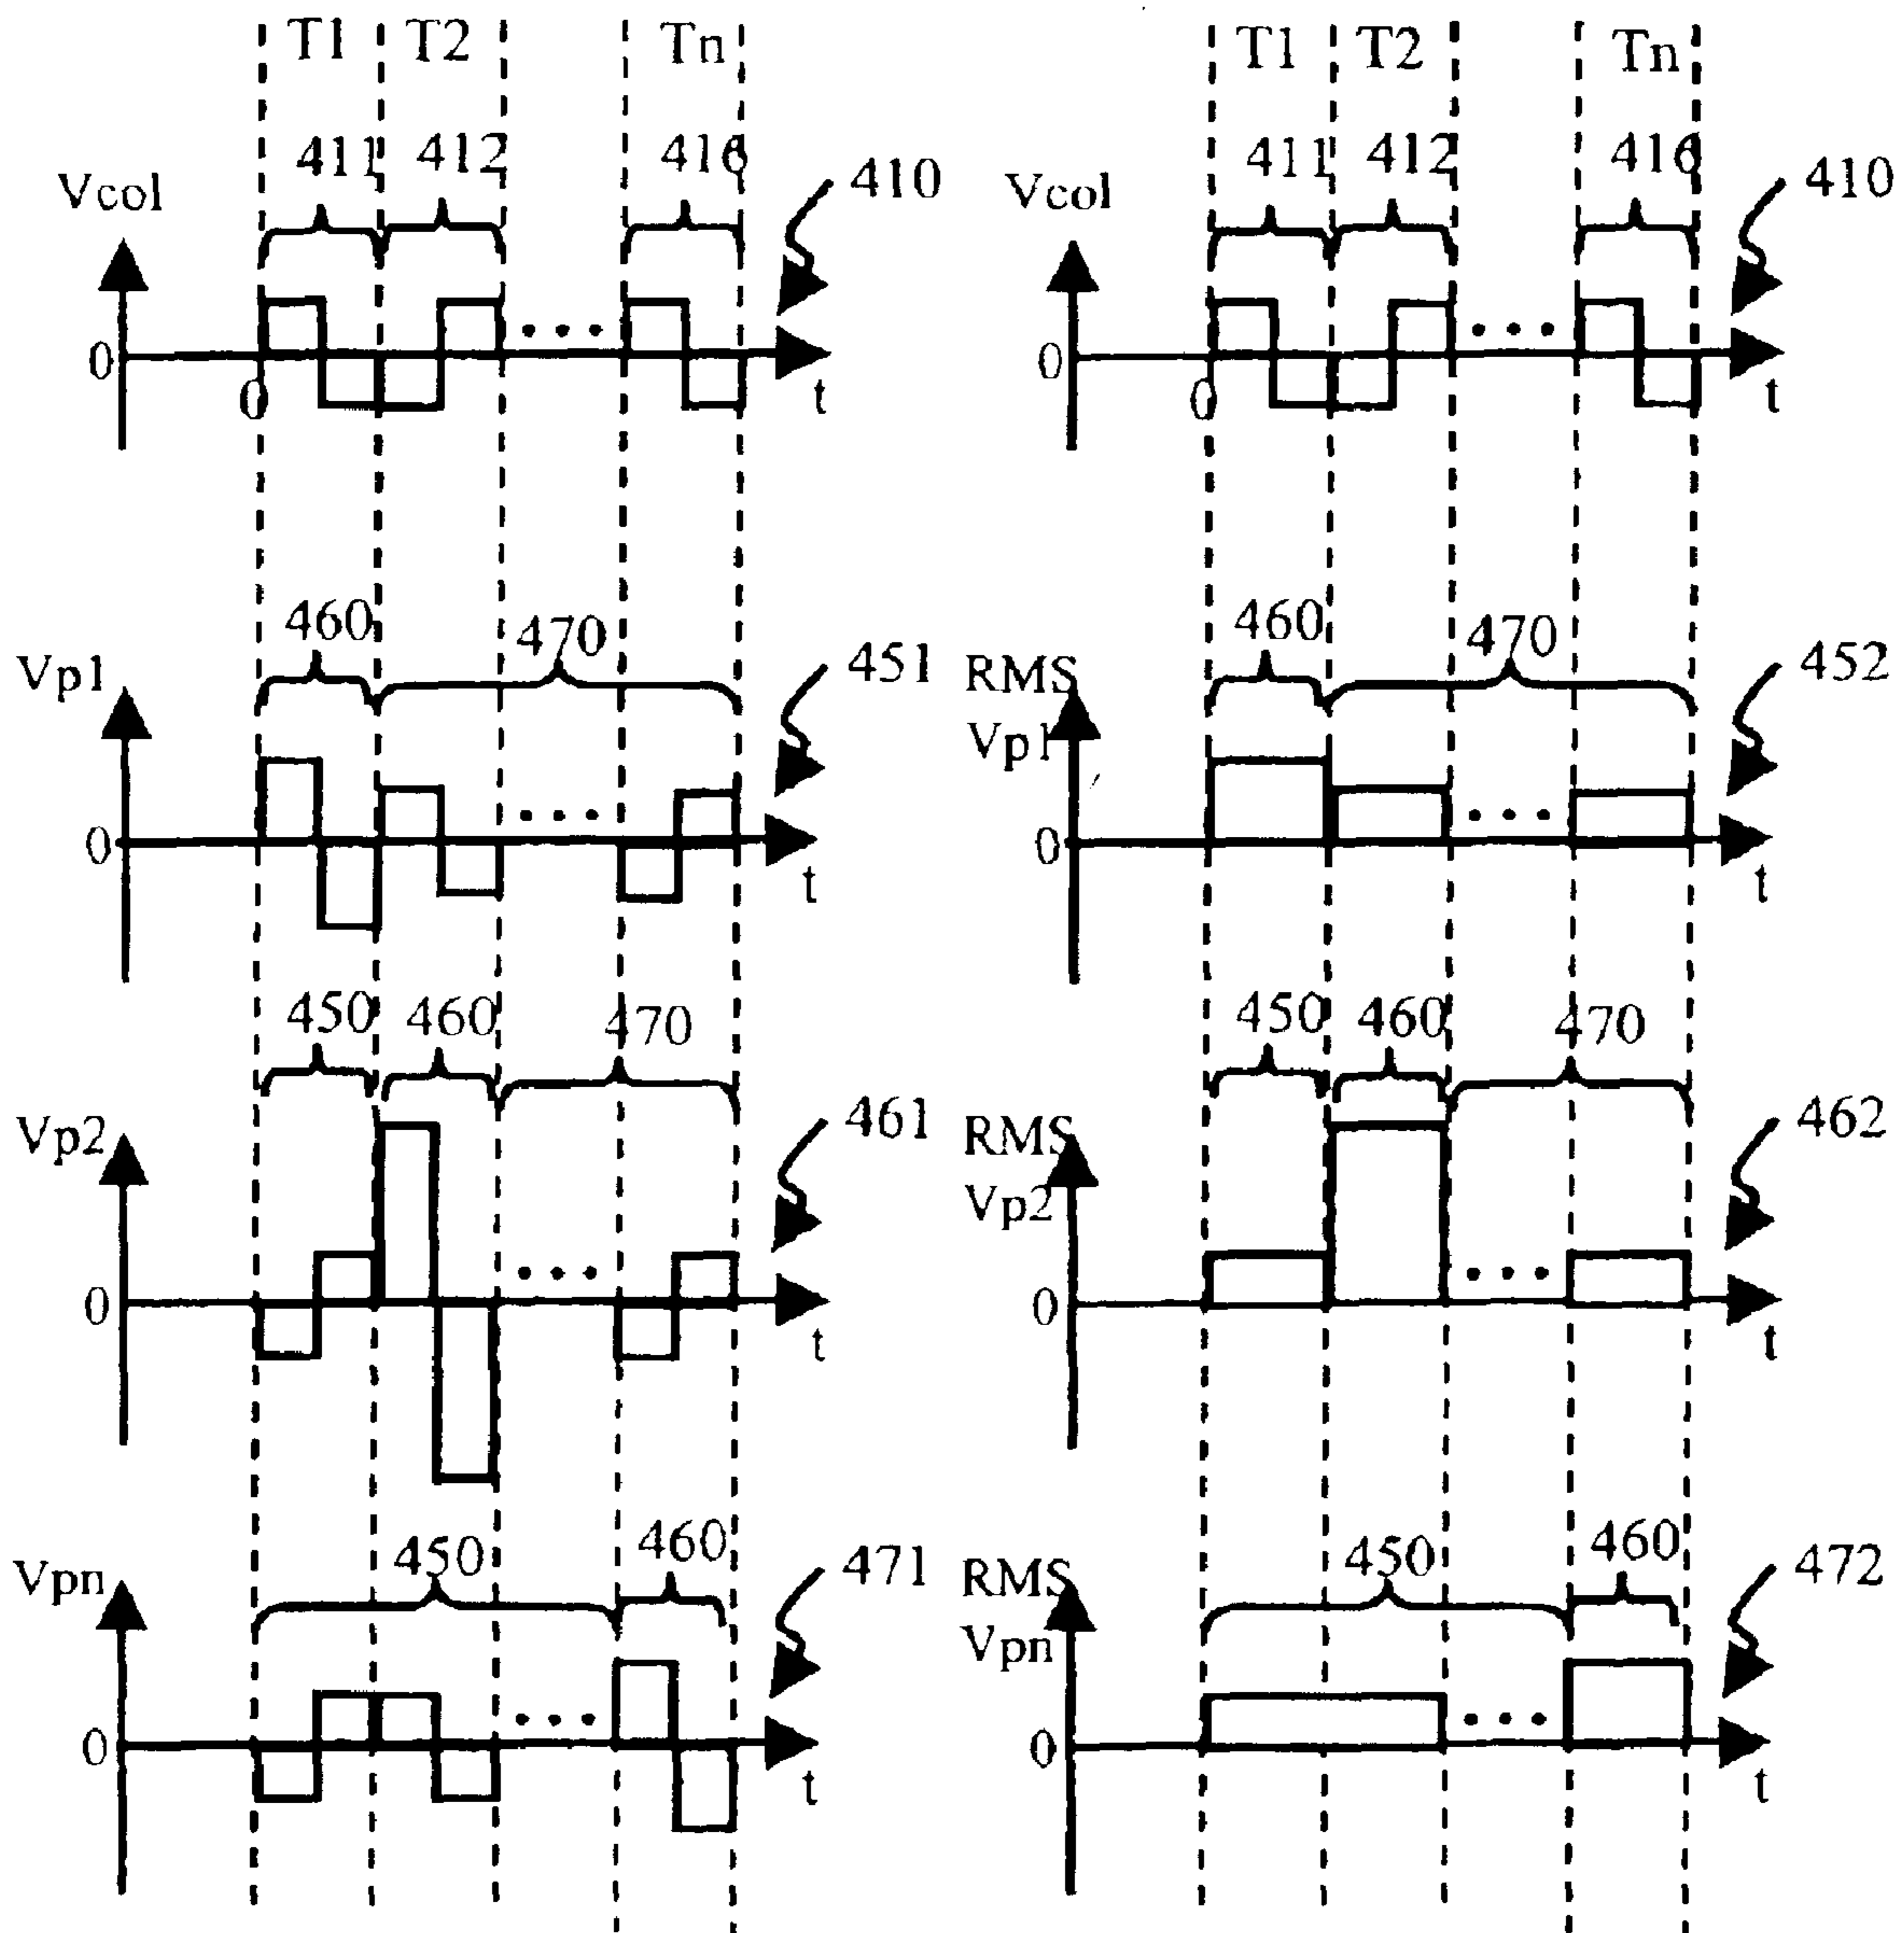 T1 T2 Tn T1 T2 Tn
411 412 416 411 412 416
Vcol 410 Vcol 410
0 0
0 t 0 t
460 470 460 470
Vp1 451 RMS 452
Vp1
0 0
t t
450 460 470 450 460 470
Vp2 461 RMS 462
Vp2
0 0
t t
450 460 450 460
Vpn 471 RMS 472
Vpn
0 0
t t